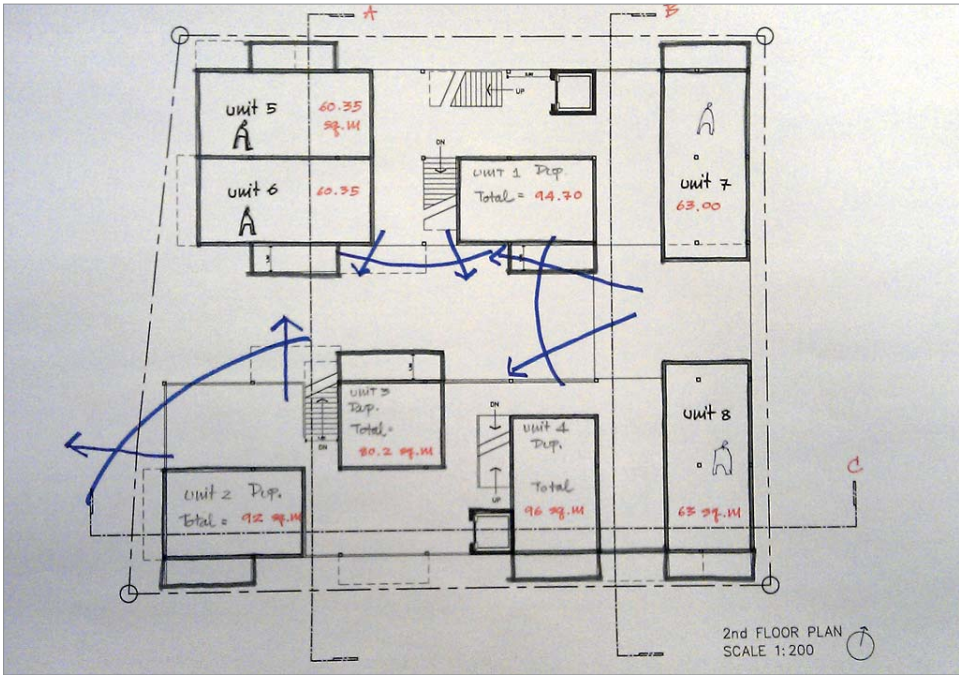 A
B
unit 5
60.35
sq.m
UP
DN
unit 1 Dup.
Total = 94.70
unit 6
60.35
unit 7
63.00
unit 3
Dup.
Total =
80.2 sq.m
DN
DN
unit 4
Dup.
Total
96 sq.m
UP
unit 8
63 sq.m
C
unit 2 Dup.
Total = 92 sq.m
2nd FLOOR PLAN
SCALE 1:200